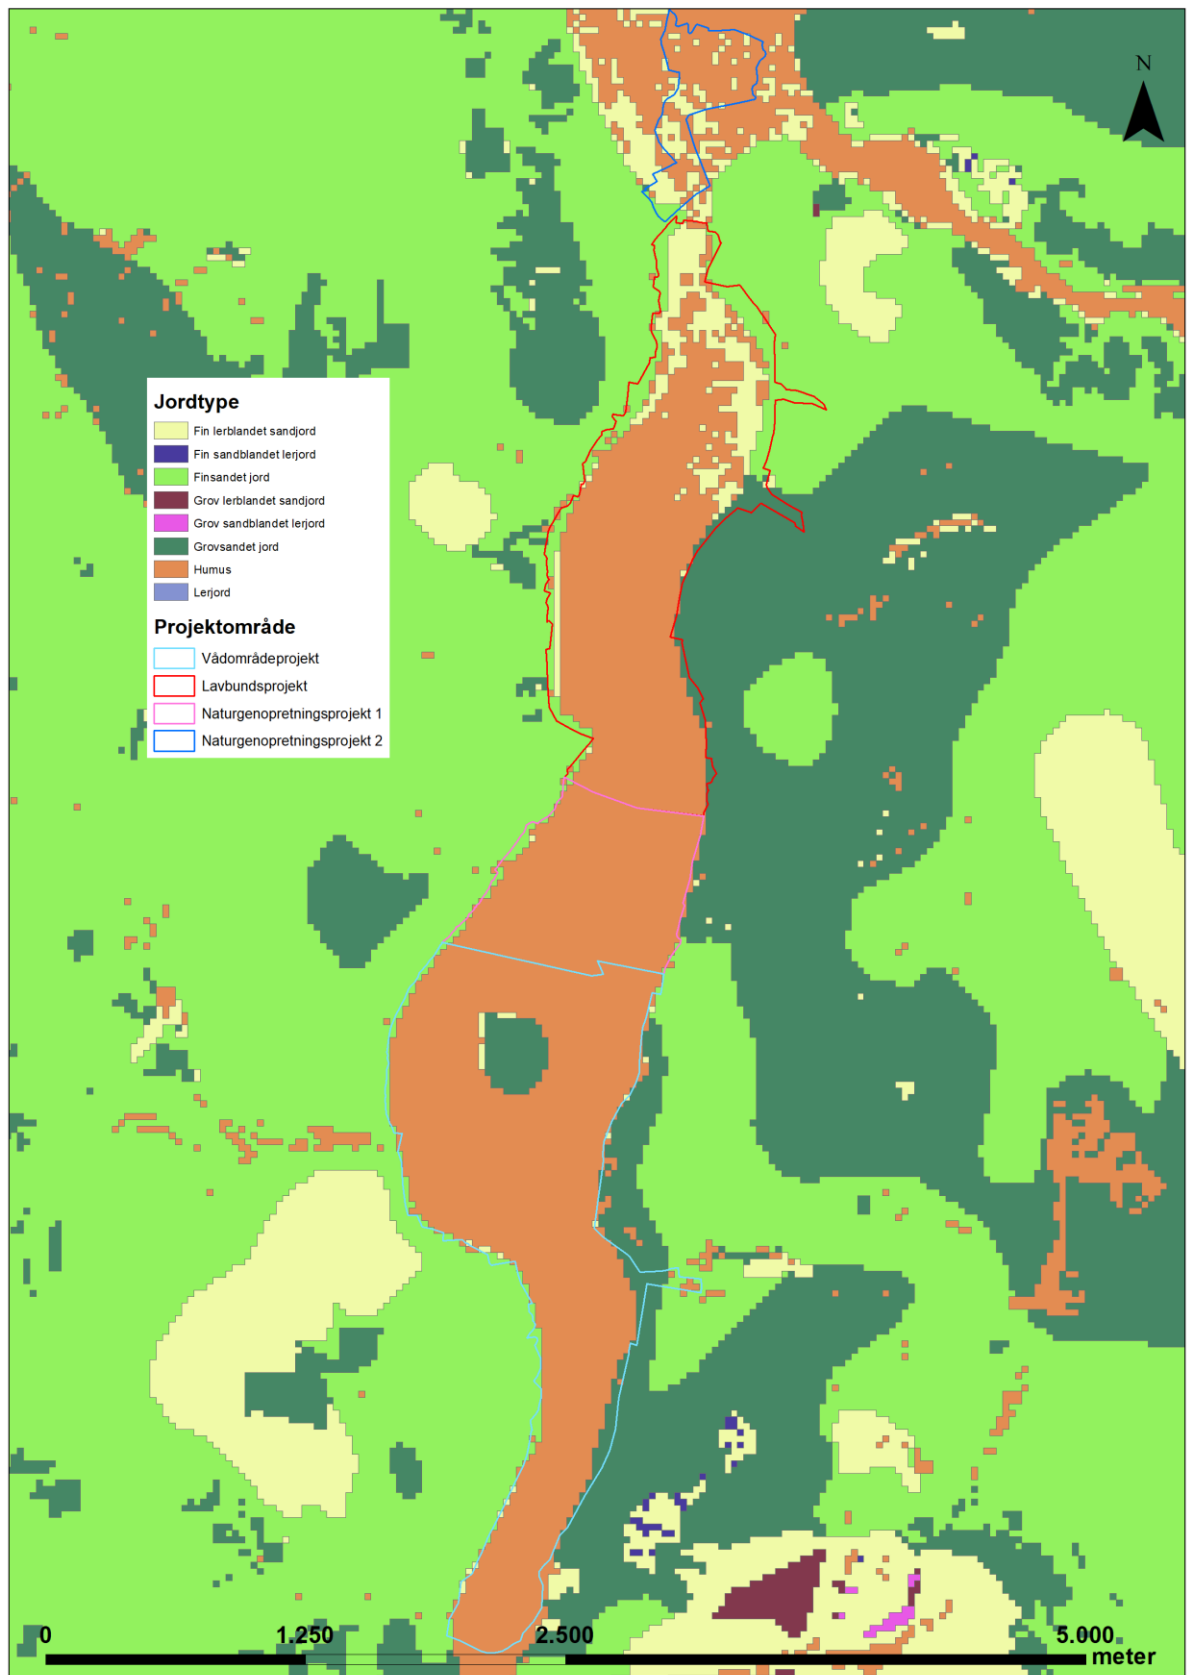 N
Jordtype
Fin lerblandet sandjord
Fin sandblandet lerjord
Finsandet jord
Grov lerblandet sandjord
Grov sandblandet lerjord
Grovsandet jord
Humus
Lerjord
Projektområde
Vådområdeprojekt
Lavbundsprojekt
Naturgenopretningsprojekt 1
Naturgenopretningsprojekt 2
0 1.250 2.500 5.000
meter